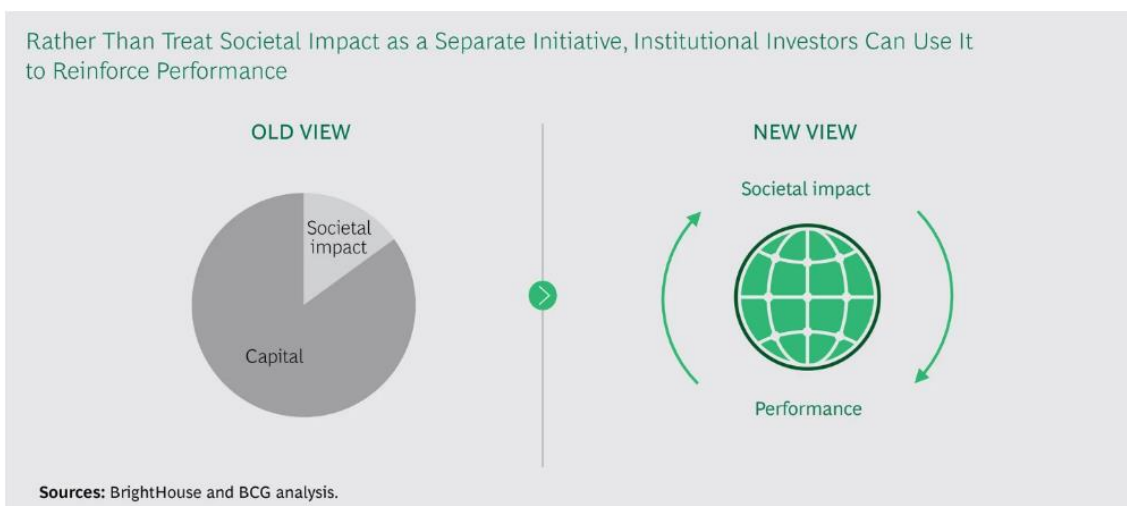 Rather Than Treat Societal Impact as a Separate Initiative, Institutional Investors Can Use It
to Reinforce Performance
OLD VIEW
Societal
impact
Capital
NEW VIEW
Societal impact
Performance
Sources: BrightHouse and BCG analysis.